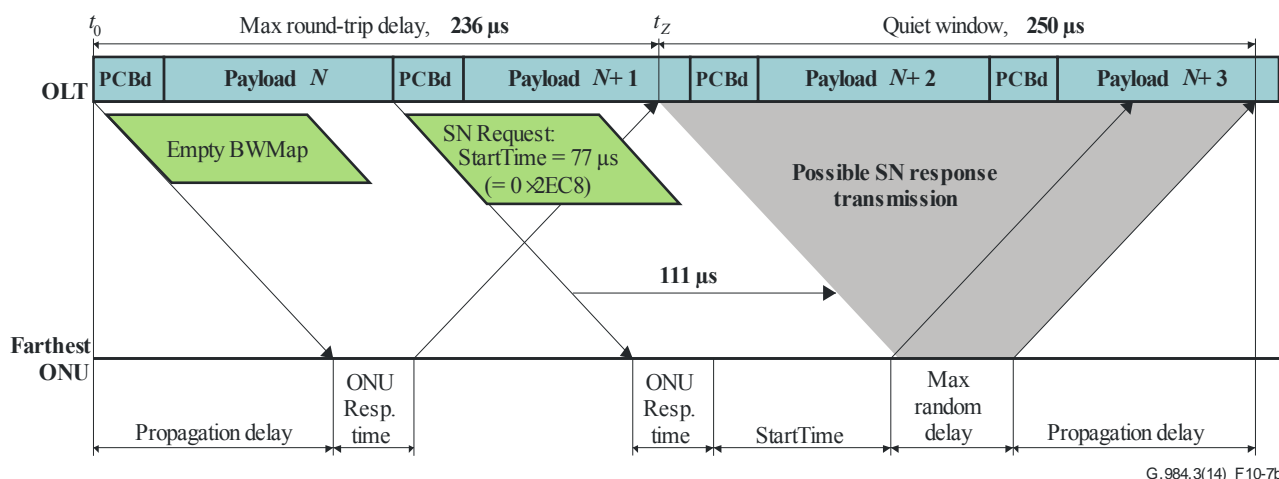 t0 Max round-trip delay, 236 µs tZ Quiet window, 250 µs
OLT PCBd Payload N PCBd Payload N+ 1 PCBd Payload N+ 2 PCBd Payload N+ 3
Empty BWMap
SN Request:
StartTime = 77 µs
(= 0×2EC8)
Possible SN response
transmission
111 µs
Farthest
ONU
Propagation delay
ONU
Resp.
time
ONU
Resp.
time
StartTime
Max
random
delay
Propagation delay
G.984.3(14)_F10-7b